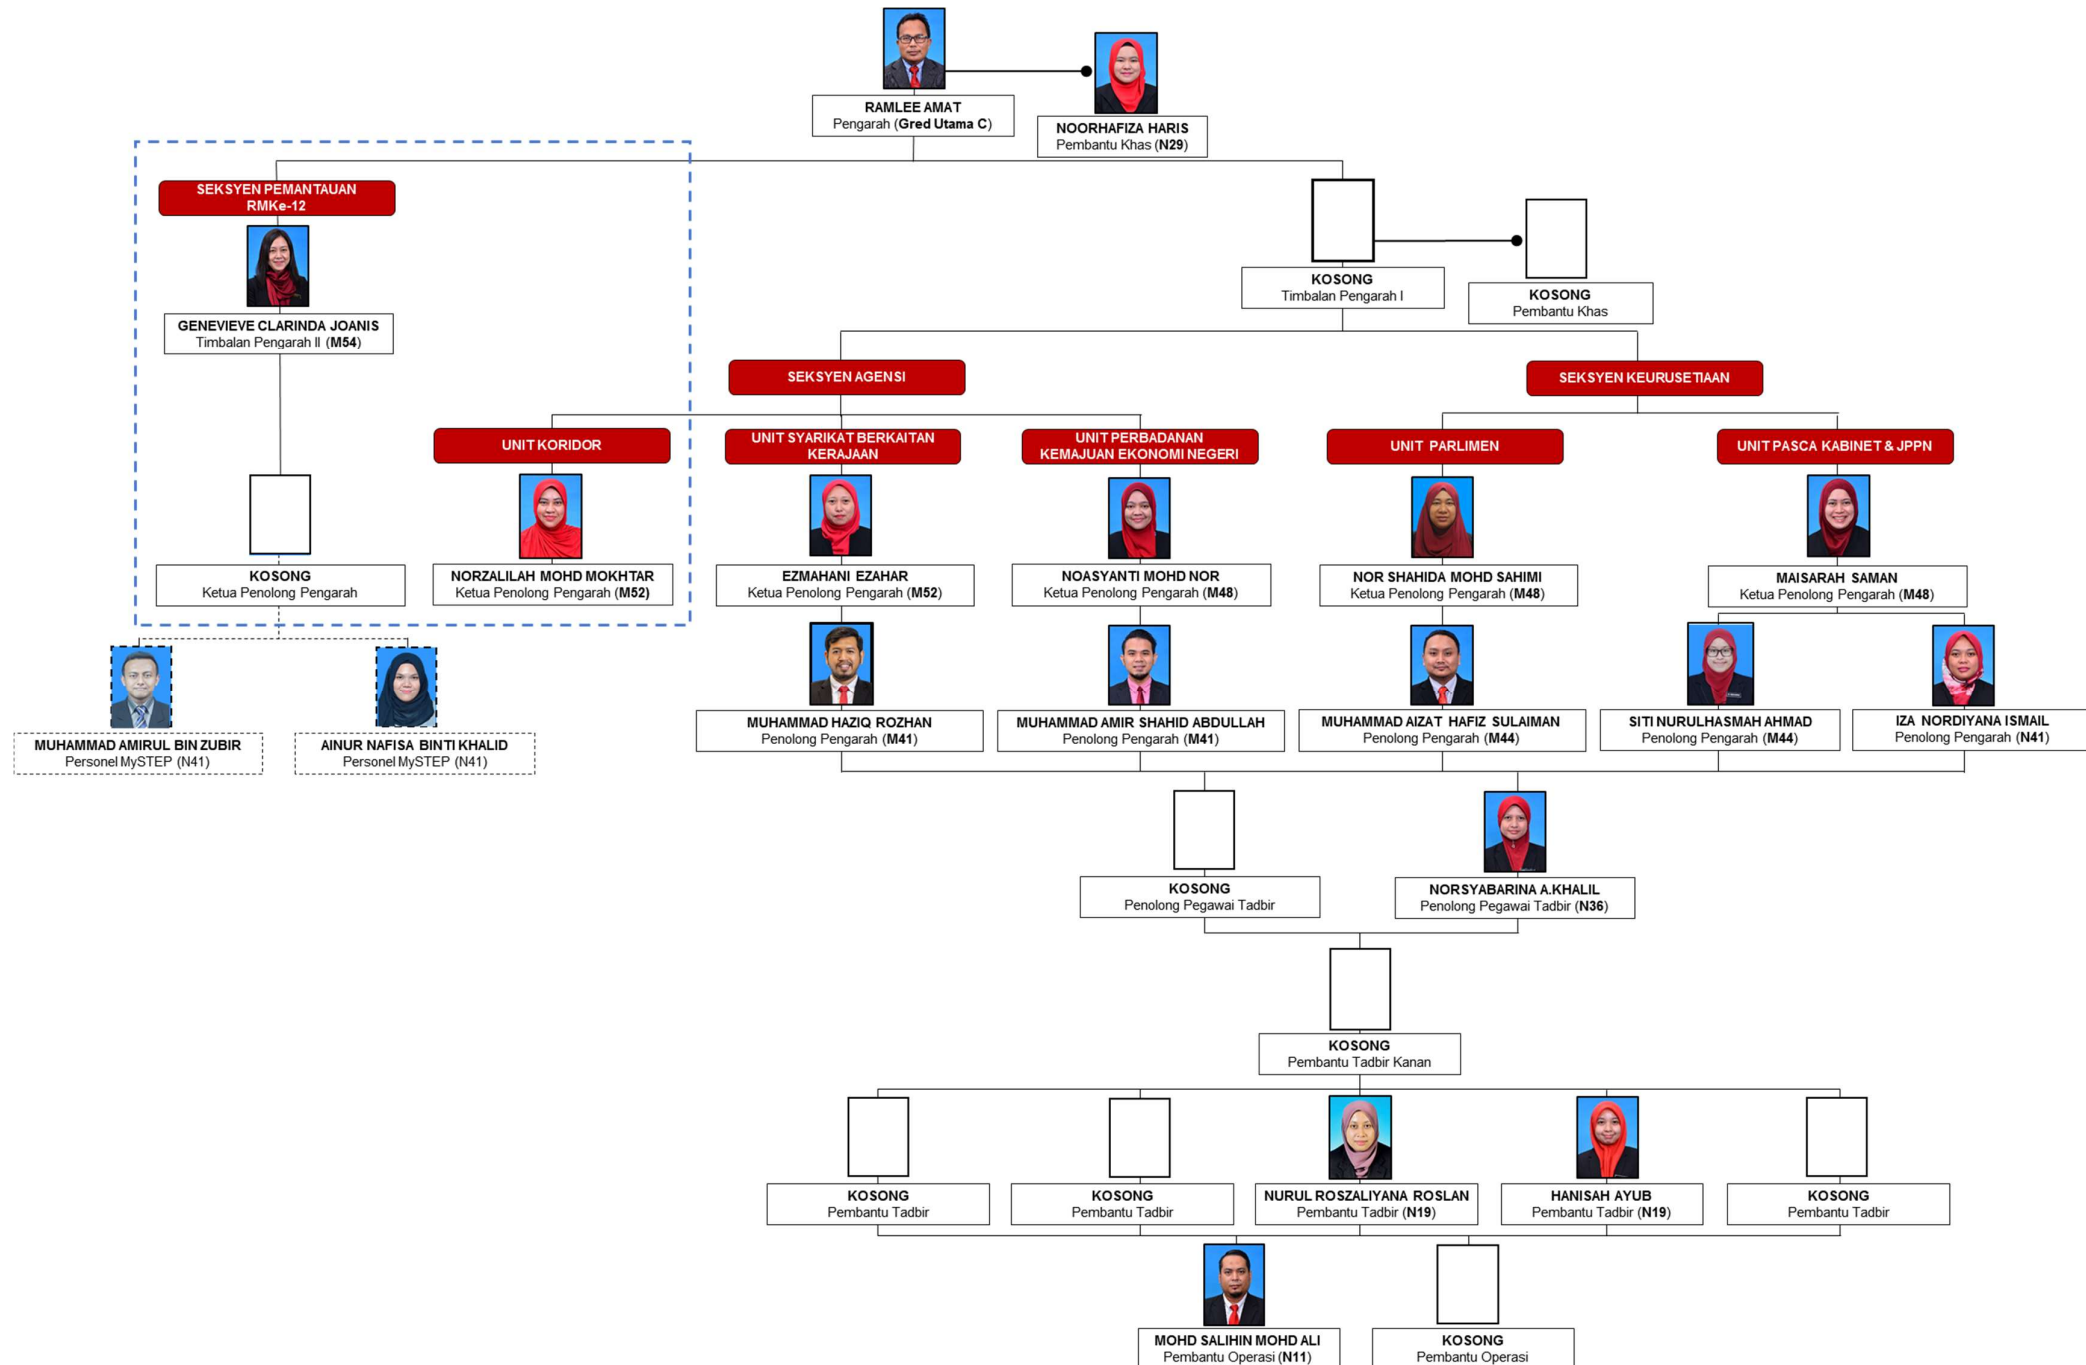 RAMLEE AMAT
Pengarah (Gred Utama C)
NOORHAFIZA HARIS
Pembantu Khas (N29)
SEKSYEN PEMANTAUAN
RMKe-12
GENEVIEVE CLARINDA JOANIS
Timbalan Pengarah II (M54)
KOSONG
Timbalan Pengarah I
KOSONG
Pembantu Khas
SEKSYEN AGENSI
SEKSYEN KEURUSETIAAN
UNIT KORIDOR
UNIT SYARIKAT BERKAITAN
KERAJAAN
UNIT PERBADANAN
KEMAJUAN EKONOMI NEGERI
UNIT PARLIMEN
UNIT PASCA KABINET & JPPN
KOSONG
Ketua Penolong Pengarah
NORZALILAH MOHD MOKHTAR
Ketua Penolong Pengarah (M52)
EZMAHANI EZAHAR
Ketua Penolong Pengarah (M52)
NOASYANTI MOHD NOR
Ketua Penolong Pengarah (M48)
NOR SHAHIDA MOHD SAHIMI
Ketua Penolong Pengarah (M48)
MAISARAH SAMAN
Ketua Penolong Pengarah (M48)
MUHAMMAD AMIRUL BIN ZUBIR
Personel MySTEP (N41)
AINUR NAFISA BINTI KHALID
Personel MySTEP (N41)
MUHAMMAD HAZIQ ROZHAN
Penolong Pengarah (M41)
MUHAMMAD AMIR SHAHID ABDULLAH
Penolong Pengarah (M41)
MUHAMMAD AIZAT HAFIZ SULAIMAN
Penolong Pengarah (M44)
SITI NURULHASMAH AHMAD
Penolong Pengarah (M44)
IZA NORDIYANA ISMAIL
Penolong Pengarah (N41)
KOSONG
Penolong Pegawai Tadbir
NORSYABARINA A.KHALIL
Penolong Pegawai Tadbir (N36)
KOSONG
Pembantu Tadbir Kanan
KOSONG
Pembantu Tadbir
KOSONG
Pembantu Tadbir
NURUL ROSZALIYANA ROSLAN
Pembantu Tadbir (N19)
HANISAH AYUB
Pembantu Tadbir (N19)
KOSONG
Pembantu Tadbir
MOHD SALIHIN MOHD ALI
Pembantu Operasi (N11)
KOSONG
Pembantu Operasi